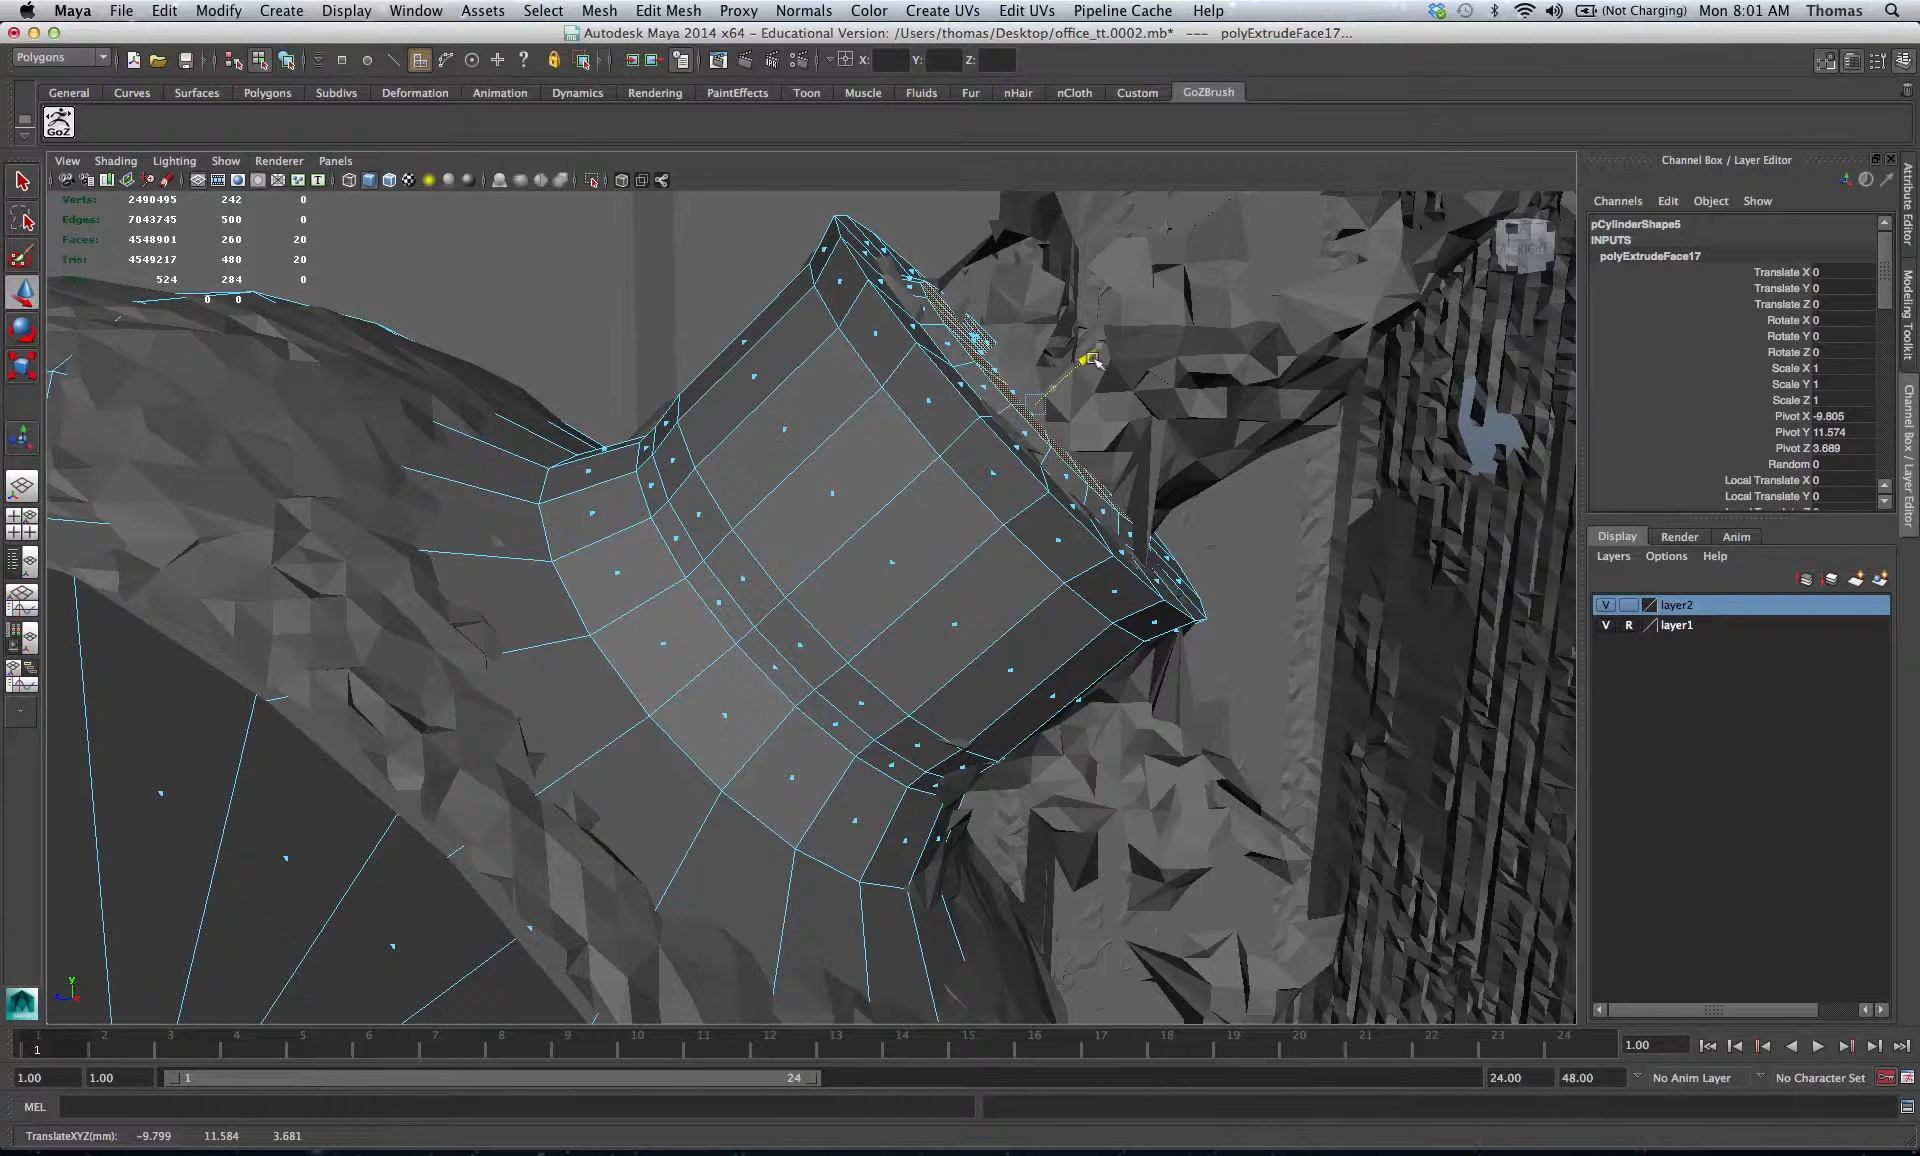 Maya File Edit Modify Create Display Window Assets Select Mesh Edit Mesh Proxy Normals Color Create UVs Edit UVs Pipeline Cache Help (Not Charging) Mon 8:01 AM Thomas
Autodesk Maya 2014 x64 - Educational Version: /Users/thomas/Desktop/office_tt.0002.mb* --- polyExtrudeFace17...
Polygons X: Y: Z:
General Curves Surfaces Polygons Subdivs Deformation Animation Dynamics Rendering PaintEffects Toon Muscle Fluids Fur nHair nCloth Custom GoZBrush
GoZ
View Shading Lighting Show Renderer Panels
Verts: 2490495 242 0
Edges: 7043745 500 0
Faces: 4548901 260 20
Tris: 4549217 480 20
524 284 0
0 0
Channel Box / Layer Editor
Channels Edit Object Show
pCylinderShape5
INPUTS
polyExtrudeFace17
Translate X 0
Translate Y 0
Translate Z 0
Rotate X 0
Rotate Y 0
Rotate Z 0
Scale X 1
Scale Y 1
Scale Z 1
Pivot X -9.805
Pivot Y 11.574
Pivot Z 3.689
Random 0
Local Translate X 0
Local Translate Y 0
Display Render Anim
Layers Options Help
V layer2
V R layer1
Attribute Editor
Modeling Toolkit
Channel Box / Layer Editor
RIGHT
y
1 2 3 4 5 6 7 8 9 10 11 12 13 14 15 16 17 18 19 20 21 22 23 24
1 1.00
1.00 1.00 1 24 24.00 48.00 No Anim Layer No Character Set
MEL
TranslateXYZ(mm): -9.799 11.584 3.681